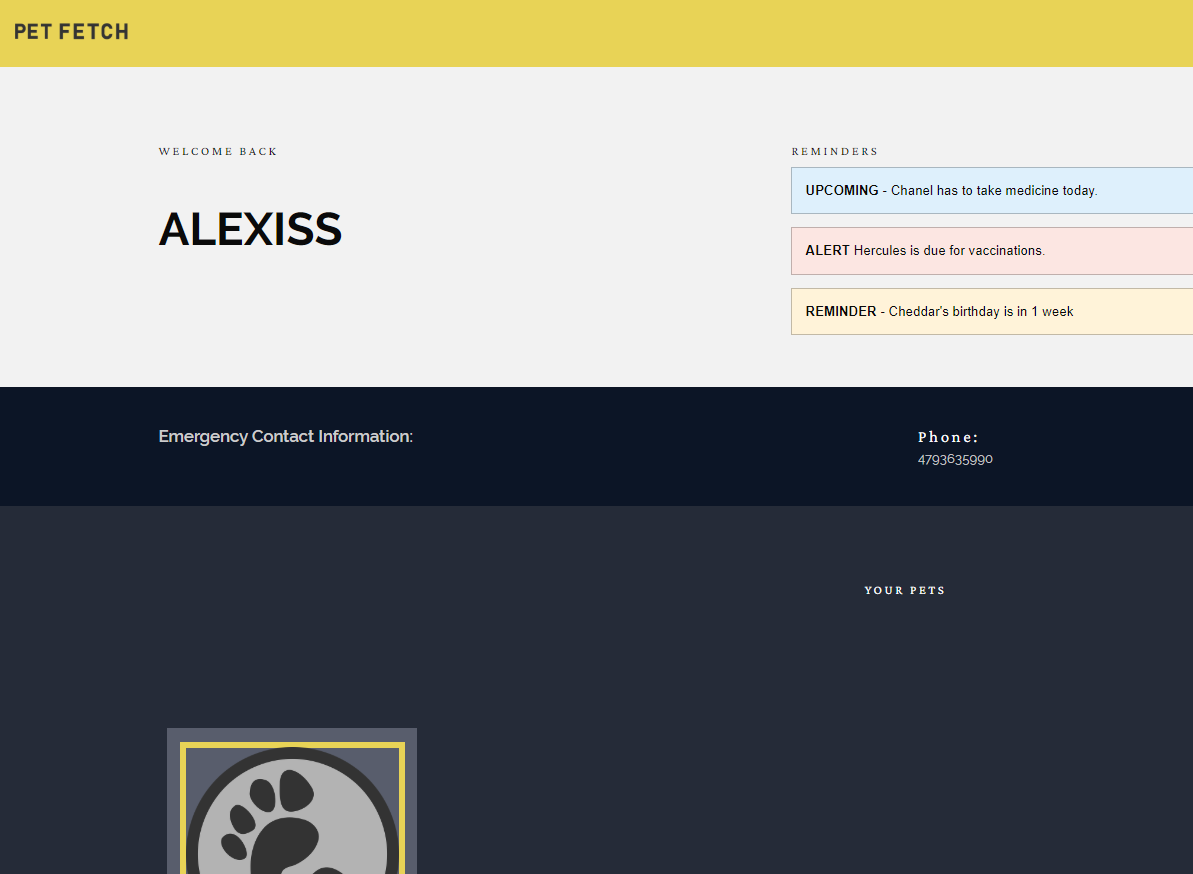 PET FETCH
WELCOME BACK
ALEXISS
REMINDERS
UPCOMING - Chanel has to take medicine today.
ALERT Hercules is due for vaccinations.
REMINDER - Cheddar's birthday is in 1 week
Emergency Contact Information:
Phone:
4793635990
YOUR PETS